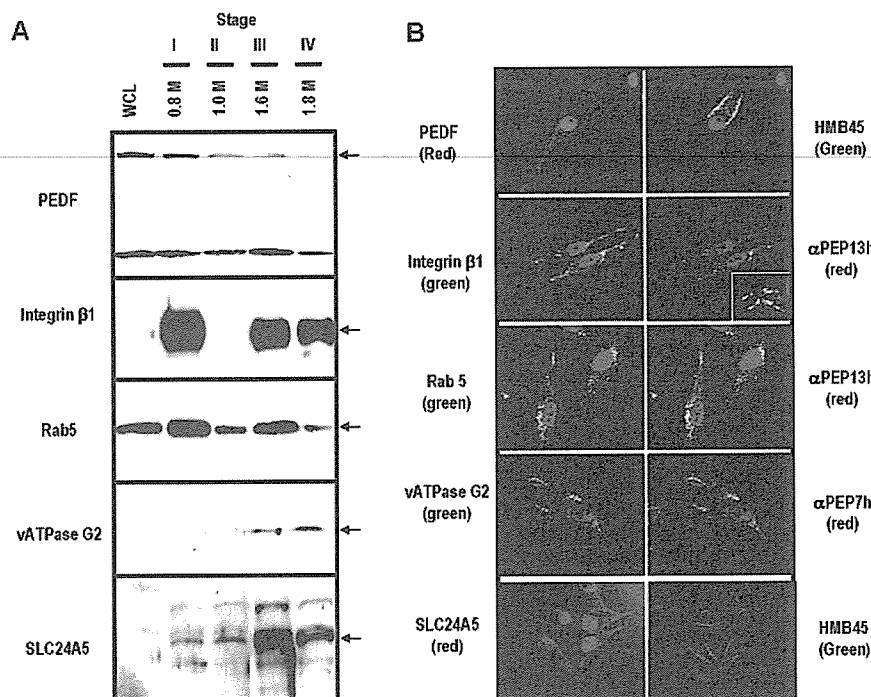 A
Stage
I II III IV
WCL 0.8 M 1.0 M 1.6 M 1.8 M
PEDF
Integrin β1
Rab5
vATPase G2
SLC24A5
B
PEDF
(Red)
HMB45
(Green)
Integrin β1
(green)
αPEP13h
(red)
Rab 5
(green)
αPEP13h
(red)
vATPase G2
(green)
αPEP7h
(red)
SLC24A5
(red)
HMB45
(Green)